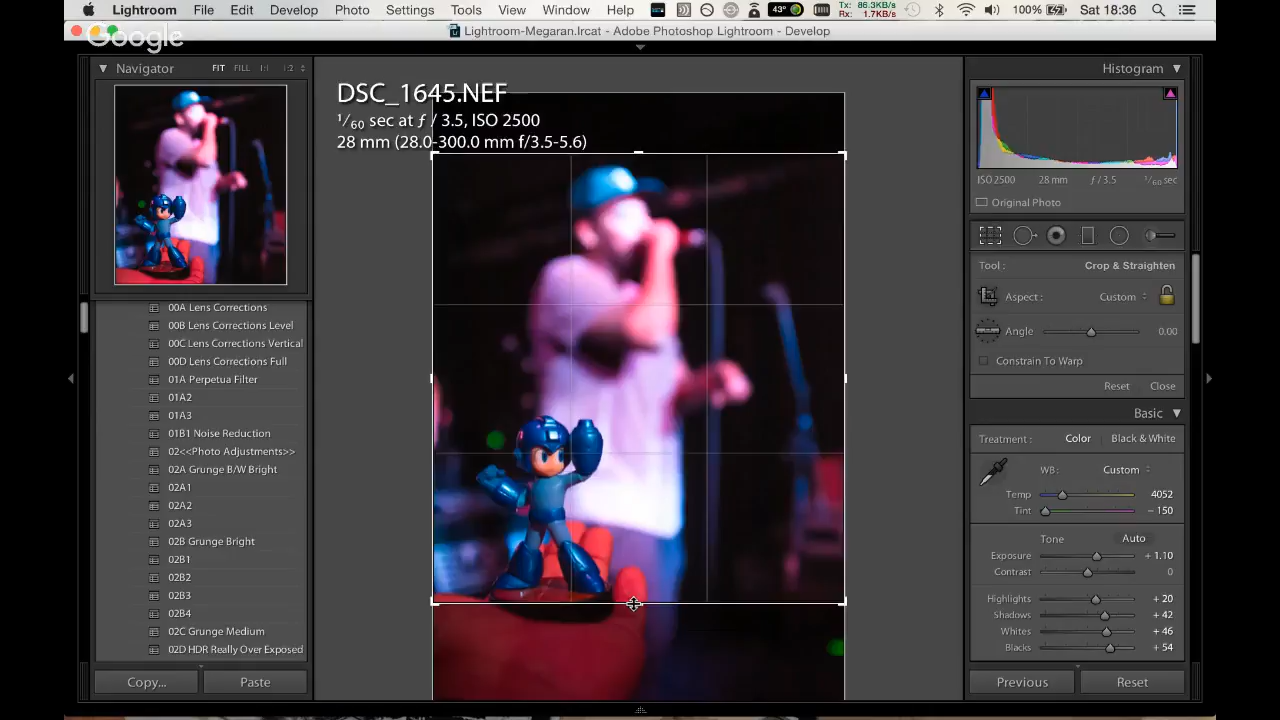 Lightroom File Edit Develop Photo Settings Tools View Window Help 43° Tx: 86.3KB/s Rx: 1.7KB/s 100% Sat 18:36
Google
Lightroom-Megaran.lrcat - Adobe Photoshop Lightroom - Develop
Navigator FIT FILL 1:1 1:2
00A Lens Corrections
00B Lens Corrections Level
00C Lens Corrections Vertical
00D Lens Corrections Full
01A Perpetua Filter
01A2
01A3
01B1 Noise Reduction
02<<Photo Adjustments>>
02A Grunge B/W Bright
02A1
02A2
02A3
02B Grunge Bright
02B1
02B2
02B3
02B4
02C Grunge Medium
02D HDR Really Over Exposed
Copy... Paste
DSC_1645.NEF
1/60 sec at ƒ / 3.5, ISO 2500
28 mm (28.0-300.0 mm f/3.5-5.6)
Histogram
ISO 2500 28 mm ƒ / 3.5 1/60 sec
Original Photo
Tool : Crop & Straighten
Aspect : Custom
Angle 0.00
Constrain To Warp
Reset Close
Basic
Treatment : Color Black & White
WB : Custom
Temp 4052
Tint – 150
Tone Auto
Exposure + 1.10
Contrast 0
Highlights + 20
Shadows + 42
Whites + 46
Blacks + 54
Previous Reset